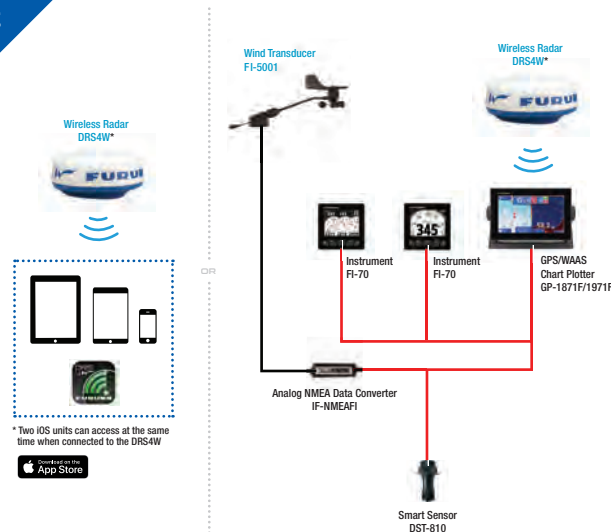 Wireless Radar
DRS4W*
FURU
* Two iOS units can access at the same
time when connected to the DRS4W
Download on the
App Store
OR
Wind Transducer
FI-5001
Wireless Radar
DRS4W*
FURU
345
Instrument
FI-70
Instrument
FI-70
GPS/WAAS
Chart Plotter
GP-1871F/1971F
Analog NMEA Data Converter
IF-NMEAFI
Smart Sensor
DST-810